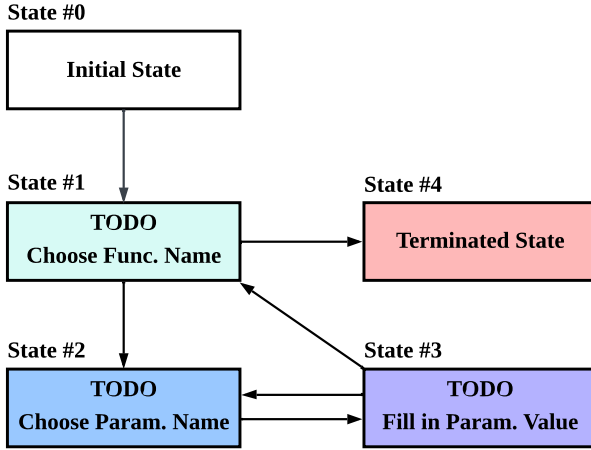 State #0
Initial State
State #1
TODO
Choose Func. Name
State #4
Terminated State
State #2
TODO
Choose Param. Name
State #3
TODO
Fill in Param. Value